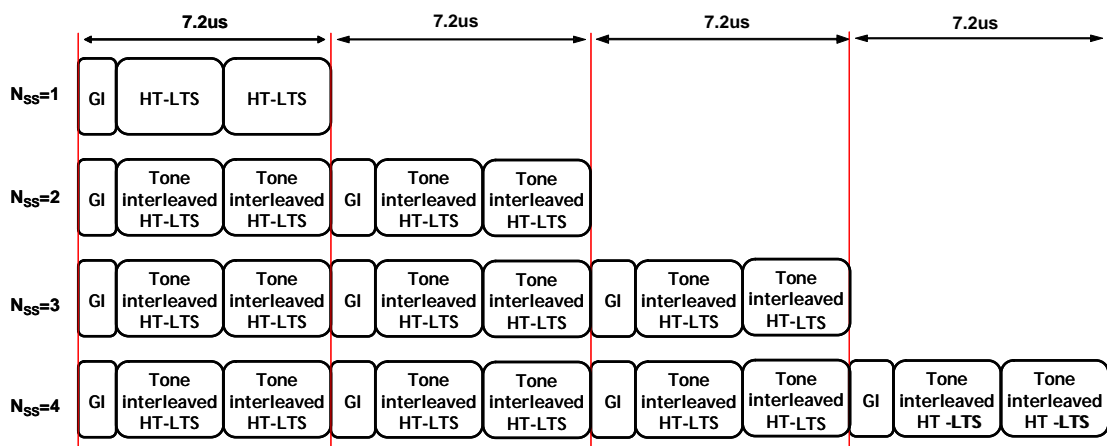 7.2us 7.2us 7.2us 7.2us
NSS=1 GI HT-LTS HT-LTS
NSS=2 GI Tone interleaved HT-LTS Tone interleaved HT-LTS GI Tone interleaved HT-LTS Tone interleaved HT-LTS
NSS=3 GI Tone interleaved HT-LTS Tone interleaved HT-LTS GI Tone interleaved HT-LTS Tone interleaved HT-LTS GI Tone interleaved HT-LTS Tone interleaved HT-LTS
NSS=4 GI Tone interleaved HT-LTS Tone interleaved HT-LTS GI Tone interleaved HT-LTS Tone interleaved HT-LTS GI Tone interleaved HT-LTS Tone interleaved HT-LTS GI Tone interleaved HT -LTS Tone interleaved HT -LTS